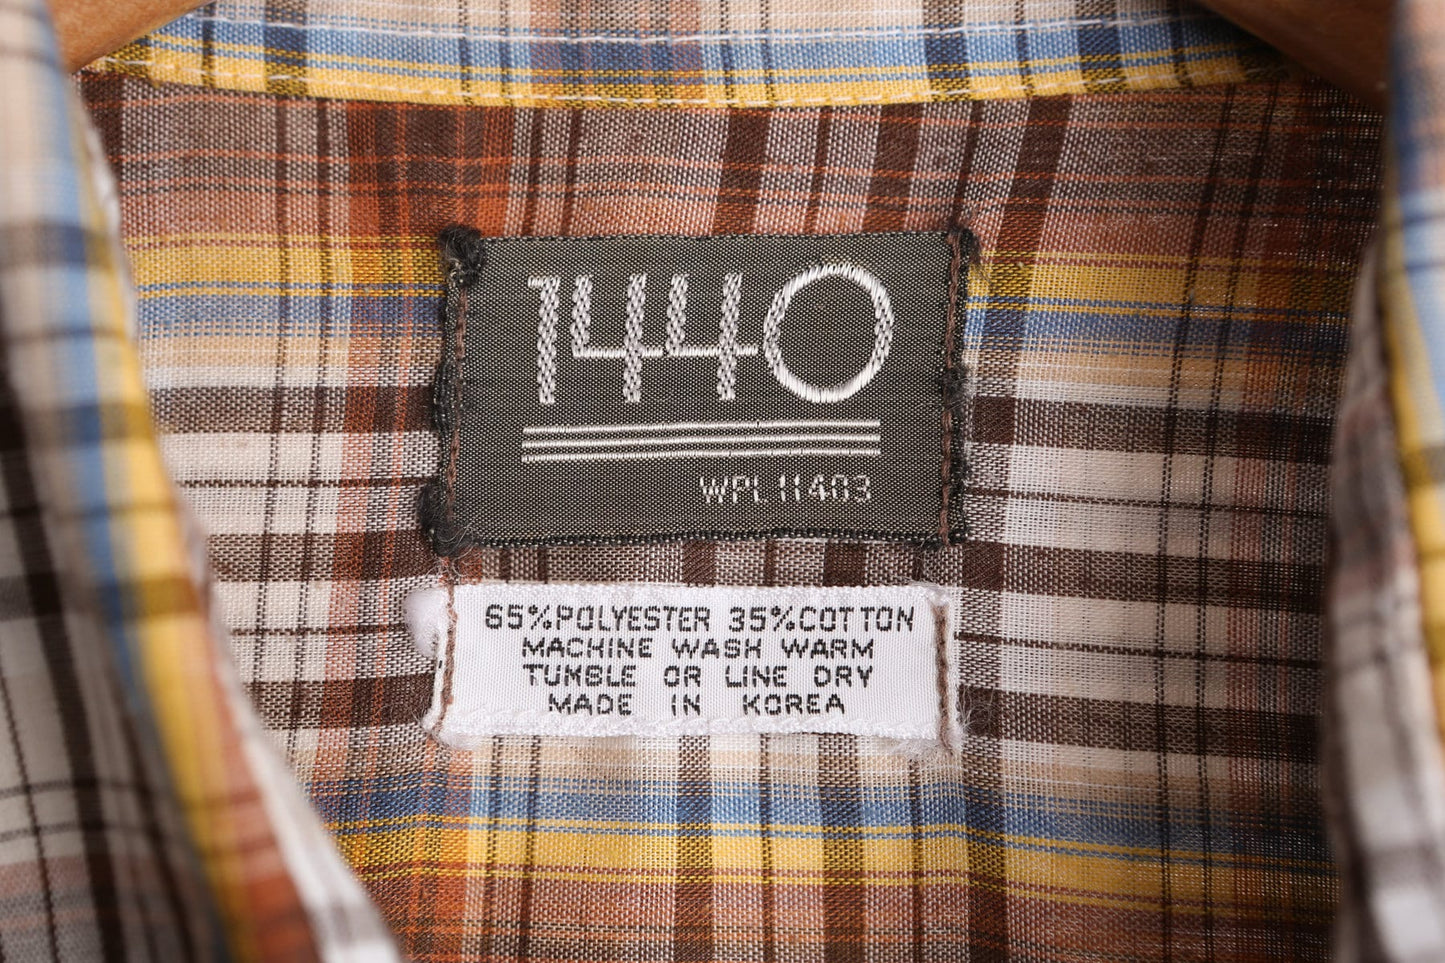 1440
WPL 11403
65% POLYESTER 35% COTTON
MACHINE WASH WARM
TUMBLE OR LINE DRY
MADE IN KOREA